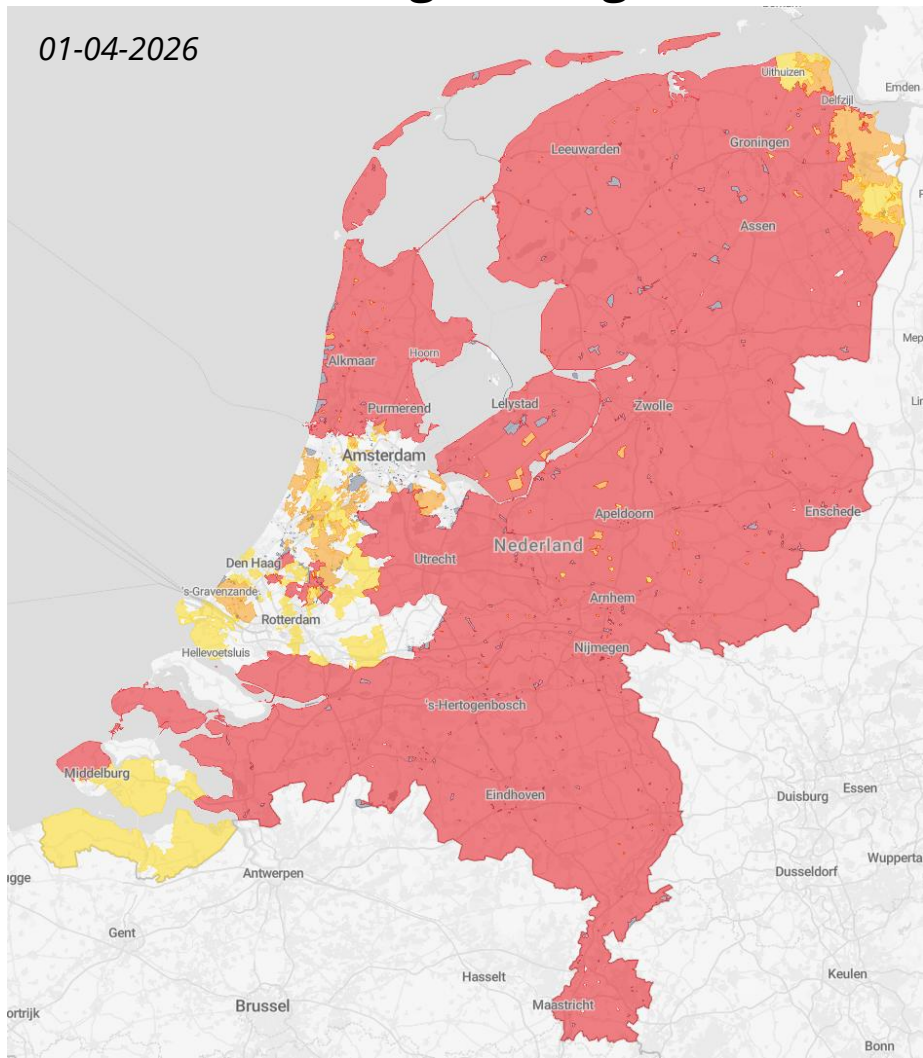 01-04-2026
Uithuizen
Emden
Delfzijl
Groningen
Leeuwarden
Assen
Alkmaar
Hoorn
Purmerend
Lelystad
Zwolle
Amsterdam
Apeldoorn
Enschede
Nederland
Utrecht
Den Haag
's-Gravenzande
Arnhem
Rotterdam
Nijmegen
Hellevoetsluis
's-Hertogenbosch
Middelburg
Eindhoven
Duisburg
Essen
Antwerpen
Dusseldorf
Gent
Hasselt
Keulen
Brussel
Maastricht
Bonn